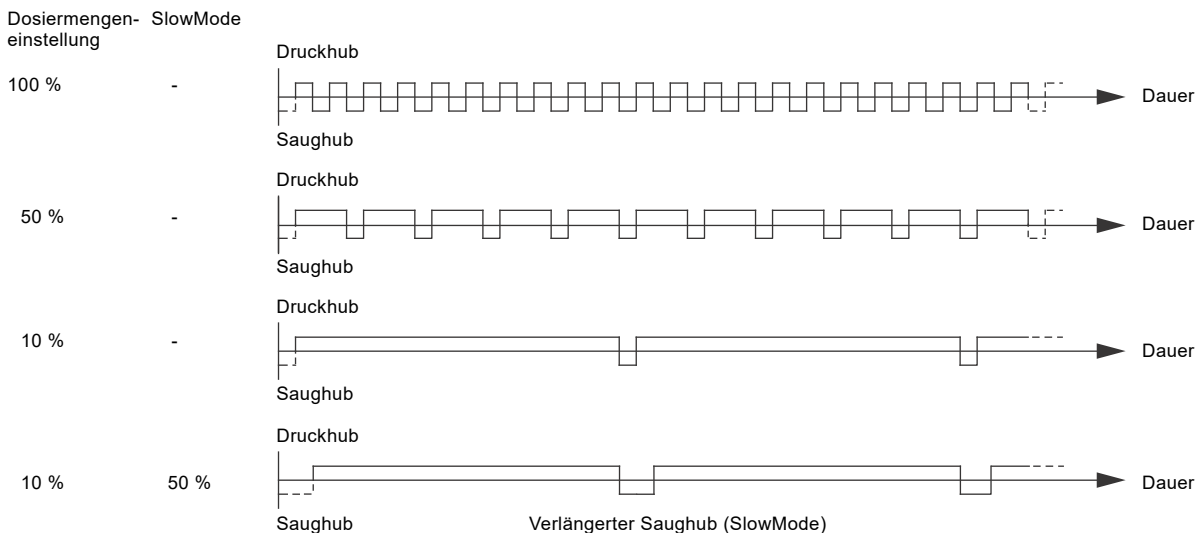 Dosiermengen- SlowMode
einstellung
Druckhub
100 % -
Dauer
Saughub
Druckhub
50 % -
Dauer
Saughub
Druckhub
10 % -
Dauer
Saughub
Druckhub
10 % 50 %
Dauer
Saughub Verlängerter Saughub (SlowMode)